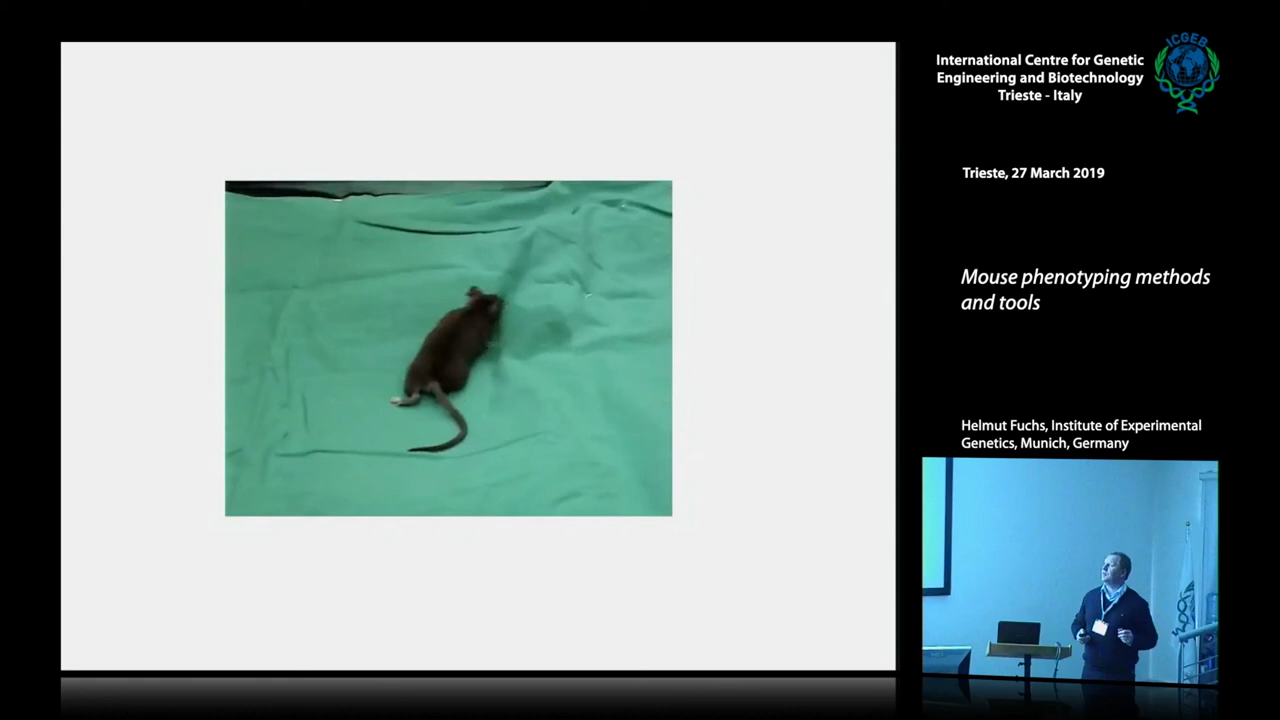 International Centre for Genetic
Engineering and Biotechnology
Trieste - Italy
ICGEB
Trieste, 27 March 2019
Mouse phenotyping methods
and tools
Helmut Fuchs, Institute of Experimental
Genetics, Munich, Germany